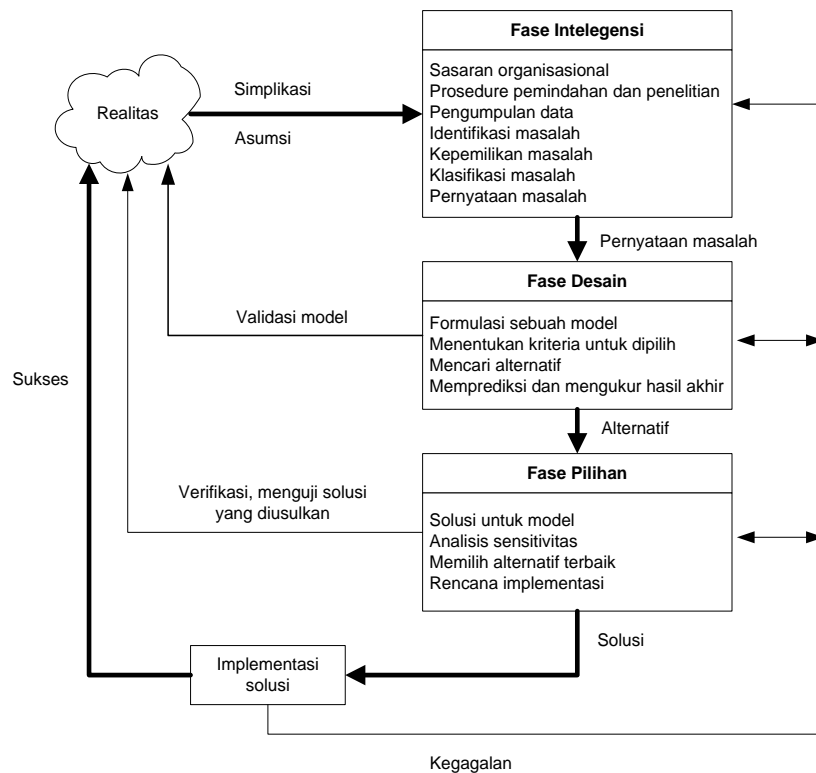 Fase Intelegensi
Sasaran organisasional
Prosedure pemindahan dan penelitian
Pengumpulan data
Identifikasi masalah
Kepemilikan masalah
Klasifikasi masalah
Pernyataan masalah
Realitas
Simplikasi
Asumsi
Pernyataan masalah
Fase Desain
Formulasi sebuah model
Menentukan kriteria untuk dipilih
Mencari alternatif
Memprediksi dan mengukur hasil akhir
Validasi model
Sukses
Alternatif
Fase Pilihan
Solusi untuk model
Analisis sensitivitas
Memilih alternatif terbaik
Rencana implementasi
Verifikasi, menguji solusi
yang diusulkan
Solusi
Implementasi
solusi
Kegagalan